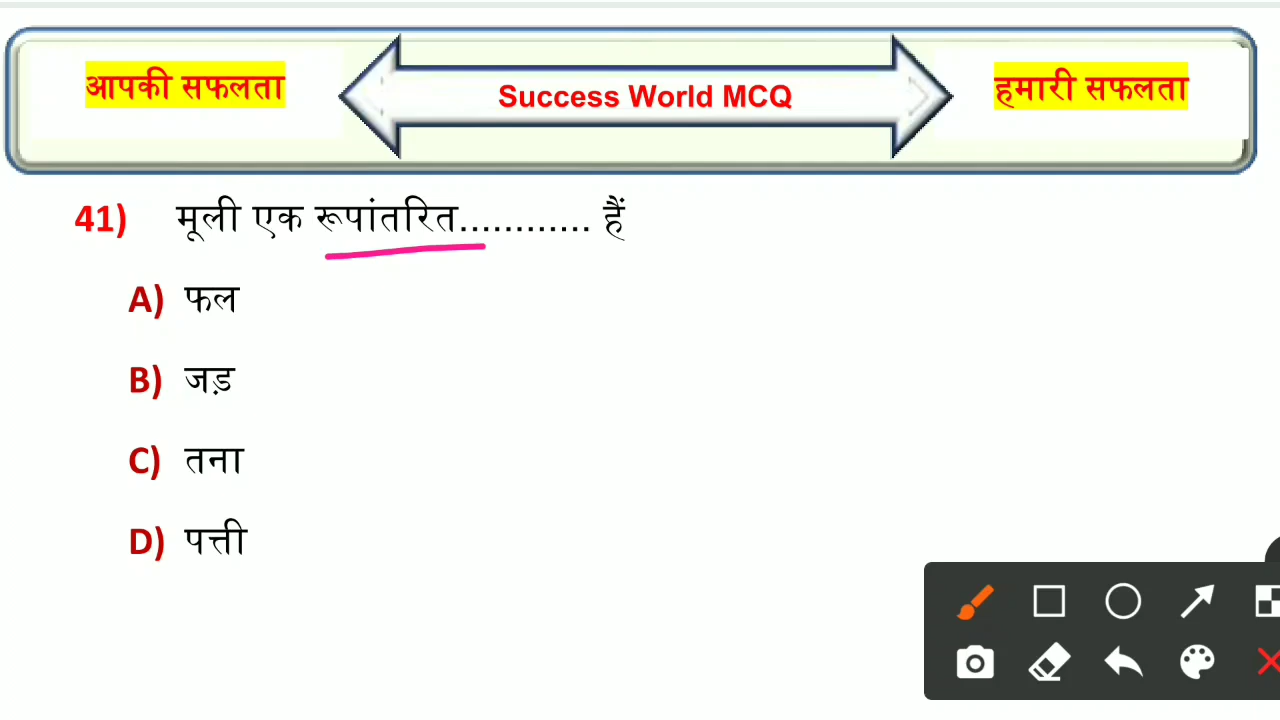 आपकी सफलता
Success World MCQ
हमारी सफलता
41) मूली एक रूपांतरित............ हैं
A) फल
B) जड़
C) तना
D) पत्ती